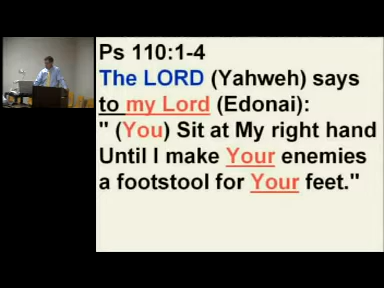 Ps 110:1-4
The LORD (Yahweh) says
to my Lord (Edonai):
" (You) Sit at My right hand
Until I make Your enemies
a footstool for Your feet."